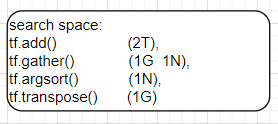 search space:
tf.add() (2T),
tf.gather() (1G 1N),
tf.argsort() (1N),
tf.transpose() (1G)